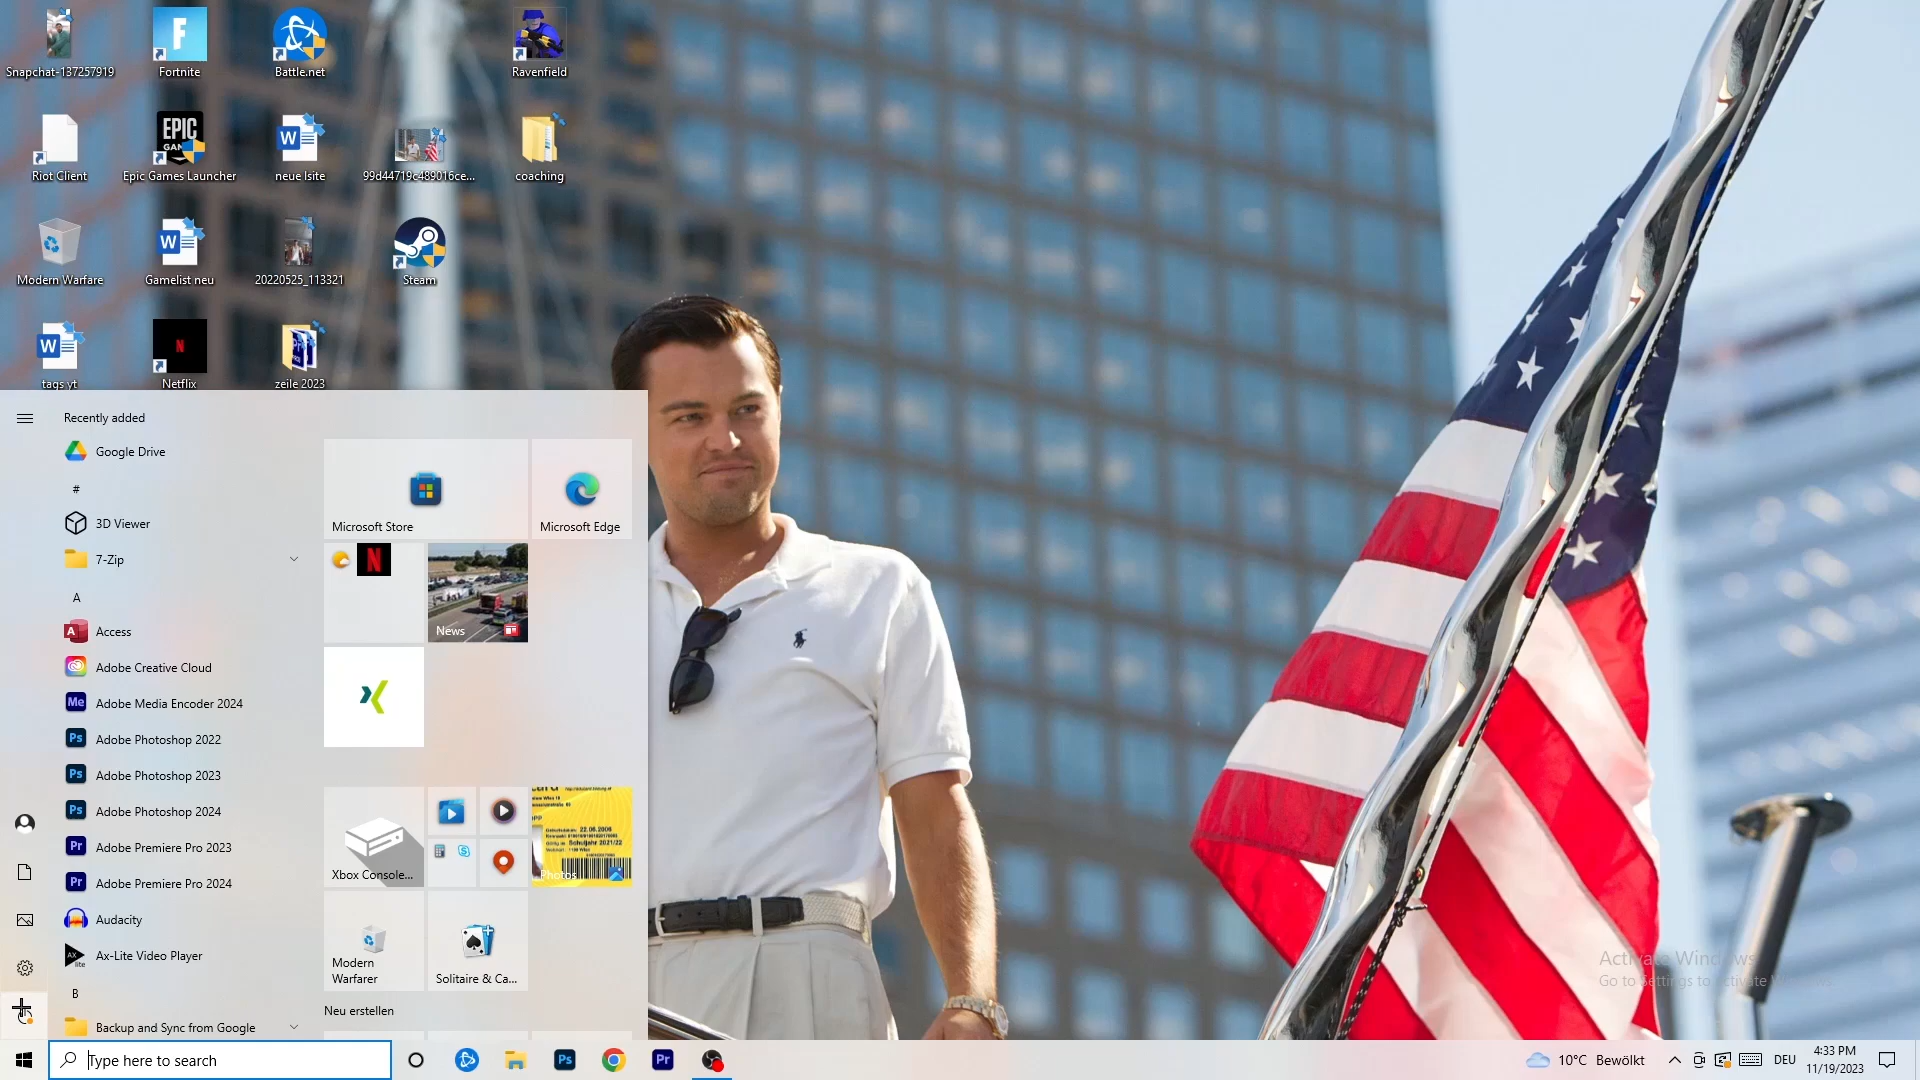 Snapchat-137257919
Fortnite
Battle.net
Ravenfield
Riot Client
Epic Games Launcher
neue lsite
99d44719c489016ce...
coaching
Modern Warfare
Gamelist neu
20220525_113321
Steam
tags yt
Netflix
zeile 2023
Recently added
Google Drive
#
3D Viewer
7-Zip
A
Access
Adobe Creative Cloud
Adobe Media Encoder 2024
Adobe Photoshop 2022
Adobe Photoshop 2023
Adobe Photoshop 2024
Adobe Premiere Pro 2023
Adobe Premiere Pro 2024
Audacity
Ax-Lite Video Player
B
Backup and Sync from Google
Microsoft Store
Microsoft Edge
News
Xbox Console...
Photos
Modern
Warfarer
Solitaire & Ca...
Neu erstellen
Activate Windows
Go to Settings to activate Windows.
Type here to search
10°C Bewölkt
DEU
4:33 PM
11/19/2023